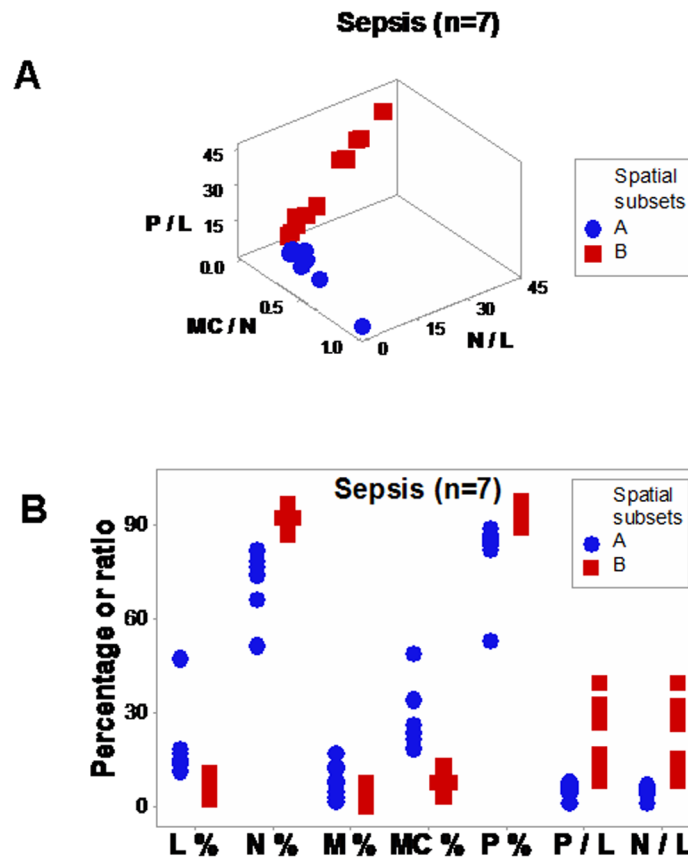 Sepsis (n=7)
A
45
30
15
P / L
0.0
0.5
1.0
MC / N
0
15
30
45
N / L
Spatial
subsets
A
B
B
Sepsis (n=7)
Spatial
subsets
A
B
Percentage or ratio
90
60
30
0
L % N % M % MC % P % P / L N / L